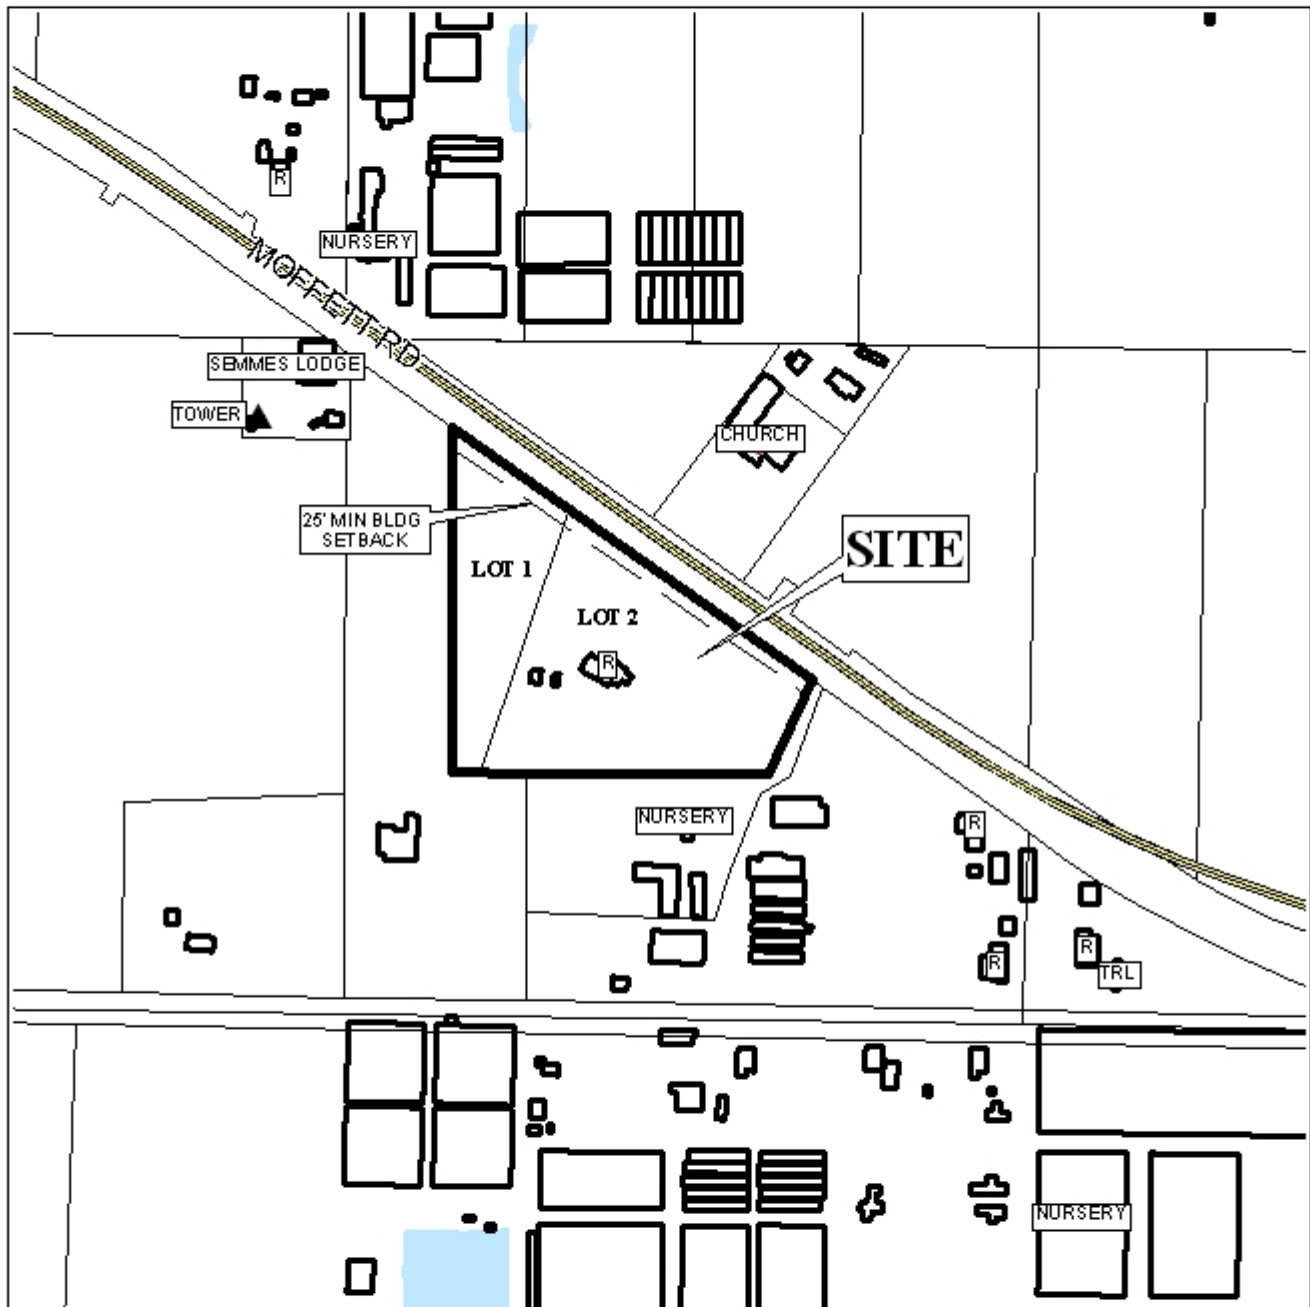 R
NURSERY
MOFFETT RD
SEMMES LODGE
TOWER
CHURCH
25' MIN BLDG
SETBACK
SITE
LOT 1
LOT 2
R
NURSERY
R
R
R
TRL
NURSERY